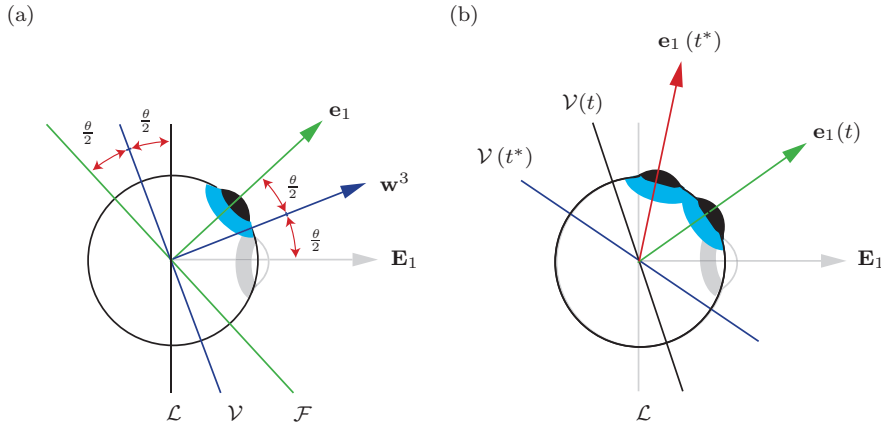 (a)
(b)
e₁ (t*)
θ/2
θ/2
e₁
V(t)
e₁(t)
V (t*)
θ/2
w³
θ/2
E₁
E₁
L
V
F
L